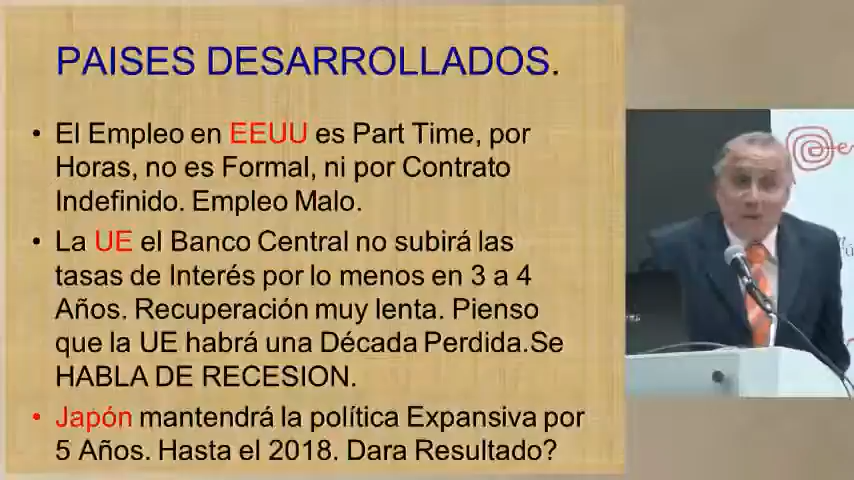 PAISES DESARROLLADOS.
• El Empleo en EEUU es Part Time, por
Horas, no es Formal, ni por Contrato
Indefinido. Empleo Malo.
• La UE el Banco Central no subirá las
tasas de Interés por lo menos en 3 a 4
Años. Recuperación muy lenta. Pienso
que la UE habrá una Década Perdida.Se
HABLA DE RECESION.
• Japón mantendrá la política Expansiva por
5 Años. Hasta el 2018. Dara Resultado?